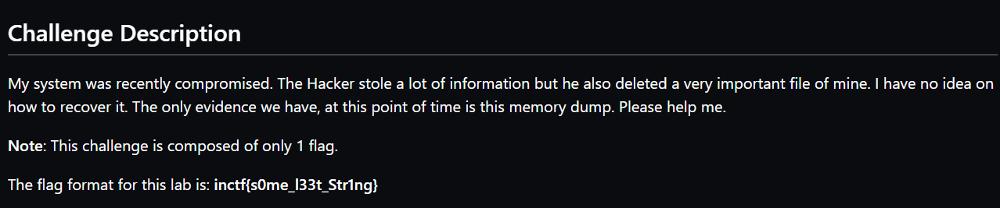 Challenge Description
My system was recently compromised. The Hacker stole a lot of information but he also deleted a very important file of mine. I have no idea on
how to recover it. The only evidence we have, at this point of time is this memory dump. Please help me.
Note: This challenge is composed of only 1 flag.
The flag format for this lab is: inctf{s0me_l33t_Str1ng}